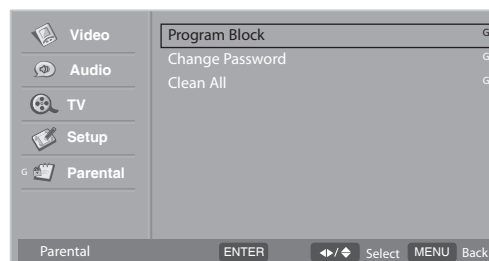 Video
Audio
TV
Setup
G Parental
Program Block G
Change Password G
Clean All G
Parental ENTER Select MENU Back